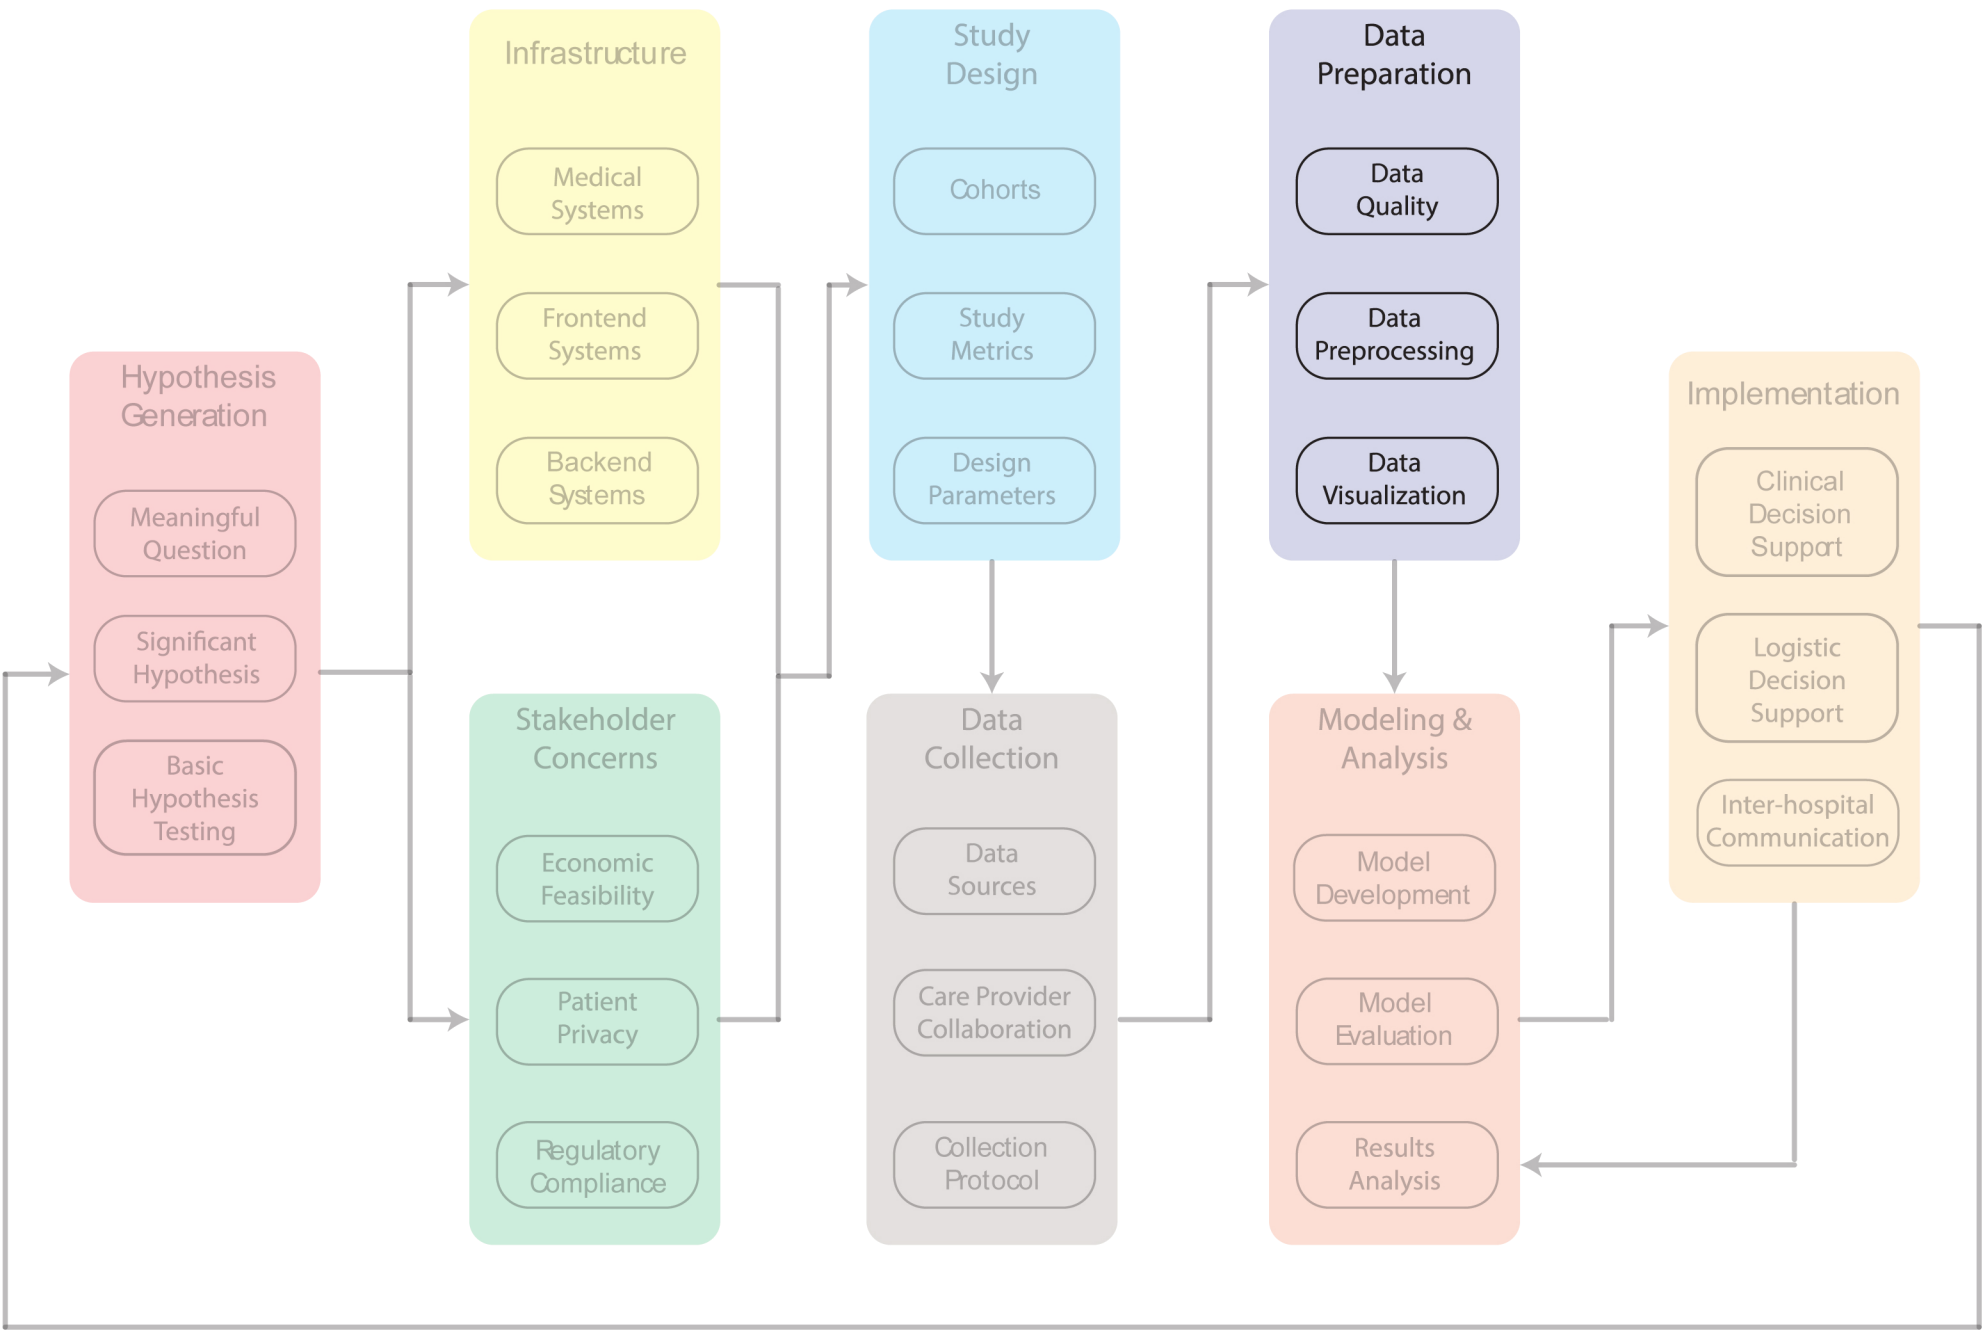 Hypothesis
Generation
Meaningful
Question
Significant
Hypothesis
Basic
Hypothesis
Testing
Infrastructure
Medical
Systems
Frontend
Systems
Backend
Systems
Stakeholder
Concerns
Economic
Feasibility
Patient
Privacy
Regulatory
Compliance
Study
Design
Cohorts
Study
Metrics
Design
Parameters
Data
Collection
Data
Sources
Care Provider
Collaboration
Collection
Protocol
Data
Preparation
Data
Quality
Data
Preprocessing
Data
Visualization
Modeling &
Analysis
Model
Development
Model
Evaluation
Results
Analysis
Implementation
Clinical
Decision
Support
Logistic
Decision
Support
Inter-hospital
Communication